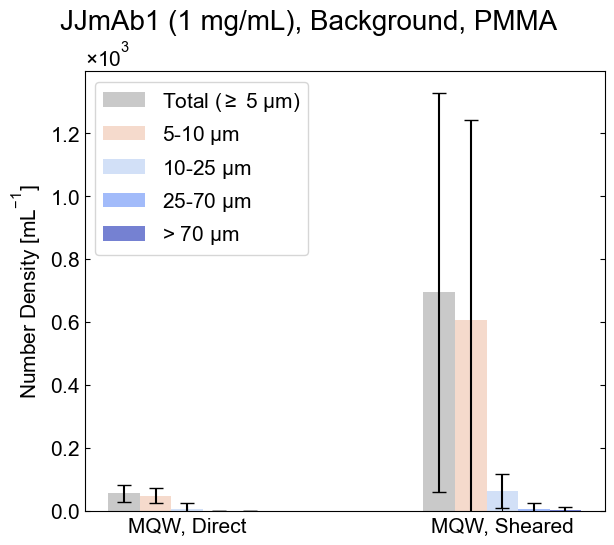 JJmAb1 (1 mg/mL), Background, PMMA
×10³
Total (≥ 5 µm)
5-10 µm
10-25 µm
25-70 µm
> 70 µm
Number Density [mL⁻¹]
1.2
1.0
0.8
0.6
0.4
0.2
0.0
MQW, Direct
MQW, Sheared